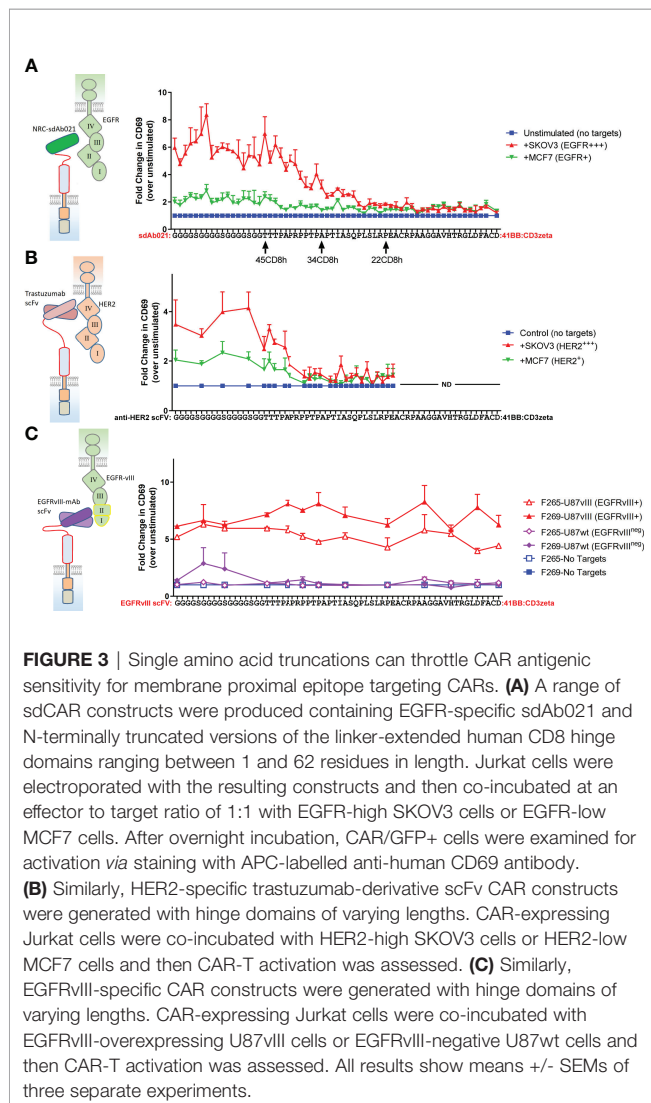 A
NRC-sdAb021
EGFR
IV
III
II
I
Fold Change in CD69
(over unstimulated)
10
8
6
4
2
0
Unstimulated (no targets)
+SKOV3 (EGFR+++)
+MCF7 (EGFR+)
sdAb021:GGGGSGGGGSGGGGSGGTTTPAPRPPTPAPTIASQPLSLRPEACRPAAGGAVHTRGLDFACD:41BB:CD3zeta
45CD8h
34CD8h
22CD8h
B
Trastuzumab
scFv
HER2
IV
III
II
I
Fold Change in CD69
(over unstimulated)
4
2
0
ND
Control (no targets)
+SKOV3 (HER2+++)
+MCF7 (HER2+)
anti-HER2 scFV: GGGGSGGGGSGGGGSGGTTTPAPRPPTPAPTIASQPLSLRPEACRPAAGGAVHTRGLDFACD:41BB:CD3zeta
C
EGFR-vIII
IV
III
II
I
EGFRvIII-mAb
scFv
Fold Change in CD69
(over unstimulated)
10
5
0
F265-U87vIII (EGFRvIII+)
F269-U87vIII (EGFRvIII+)
F265-U87wt (EGFRvIIIneg)
F269-U87wt (EGFRvIIIneg)
F265-No Targets
F269-No Targets
EGFRvIII scFV: GGGGSGGGGSGGGGSGGTTTPAPRPPTPAPTIASQPLSLRPEACRPAAGGAVHTRGLDFACD:41BB:CD3zeta
FIGURE 3 | Single amino acid truncations can throttle CAR antigenic
sensitivity for membrane proximal epitope targeting CARs. (A) A range of
sdCAR constructs were produced containing EGFR-specific sdAb021 and
N-terminally truncated versions of the linker-extended human CD8 hinge
domains ranging between 1 and 62 residues in length. Jurkat cells were
electroporated with the resulting constructs and then co-incubated at an
effector to target ratio of 1:1 with EGFR-high SKOV3 cells or EGFR-low
MCF7 cells. After overnight incubation, CAR/GFP+ cells were examined for
activation via staining with APC-labelled anti-human CD69 antibody.
(B) Similarly, HER2-specific trastuzumab-derivative scFv CAR constructs
were generated with hinge domains of varying lengths. CAR-expressing
Jurkat cells were co-incubated with HER2-high SKOV3 cells or HER2-low
MCF7 cells and then CAR-T activation was assessed. (C) Similarly,
EGFRvIII-specific CAR constructs were generated with hinge domains of
varying lengths. CAR-expressing Jurkat cells were co-incubated with
EGFRvIII-overexpressing U87vIII cells or EGFRvIII-negative U87wt cells and
then CAR-T activation was assessed. All results show means +/- SEMs of
three separate experiments.